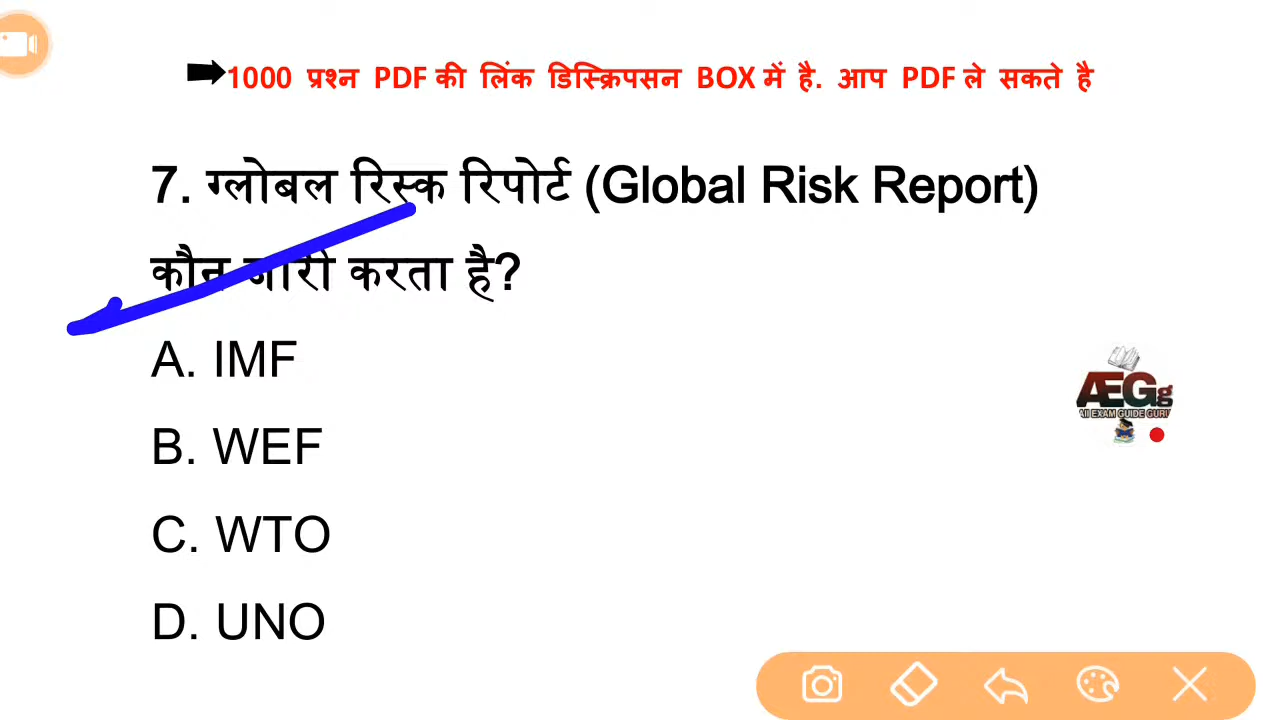 1000 प्रश्न PDF की लिंक डिस्क्रिपसन BOX में है. आप PDF ले सकते है
7. ग्लोबल रिस्क रिपोर्ट (Global Risk Report)
कौन जारी करता है?
A. IMF
B. WEF
C. WTO
D. UNO
ÆGg
All EXAM GUIDE GURU